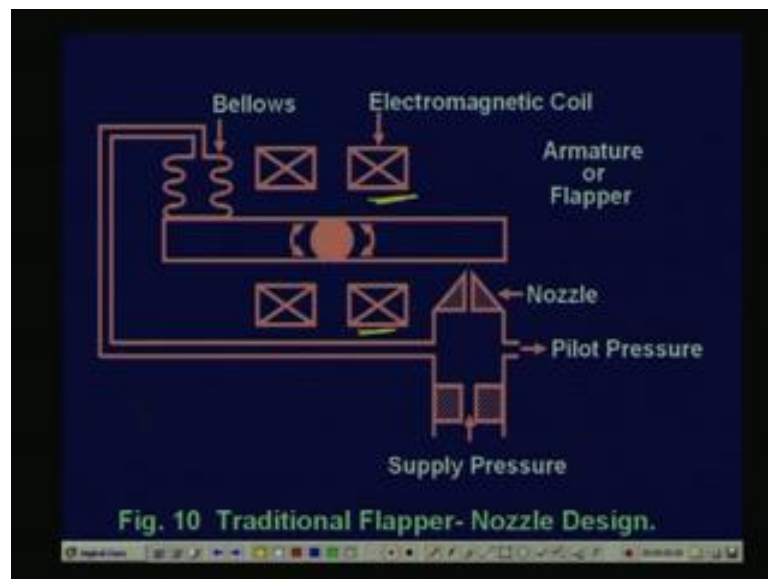 Bellows
Electromagnetic Coil
Armature
or
Flapper
Nozzle
Pilot Pressure
Supply Pressure
Fig. 10 Traditional Flapper- Nozzle Design.